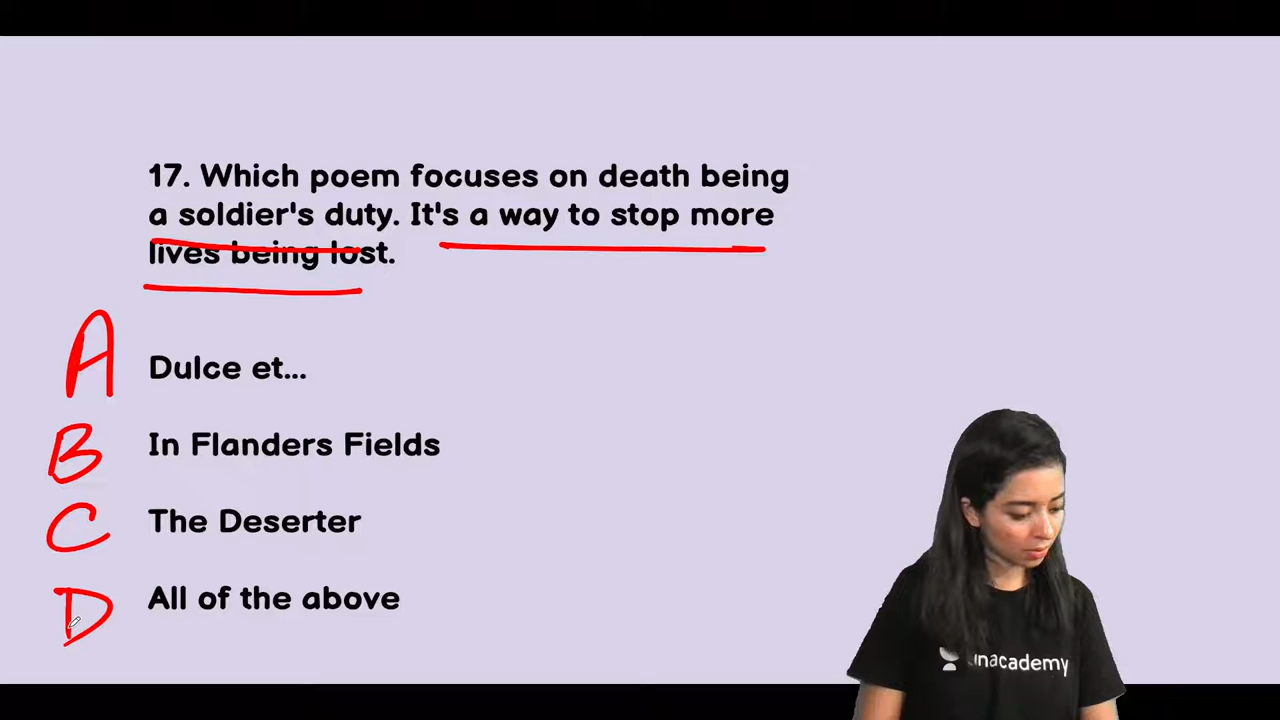 17. Which poem focuses on death being
a soldier's duty. It's a way to stop more
lives being lost.
A Dulce et...
B In Flanders Fields
C The Deserter
D All of the above
unacademy